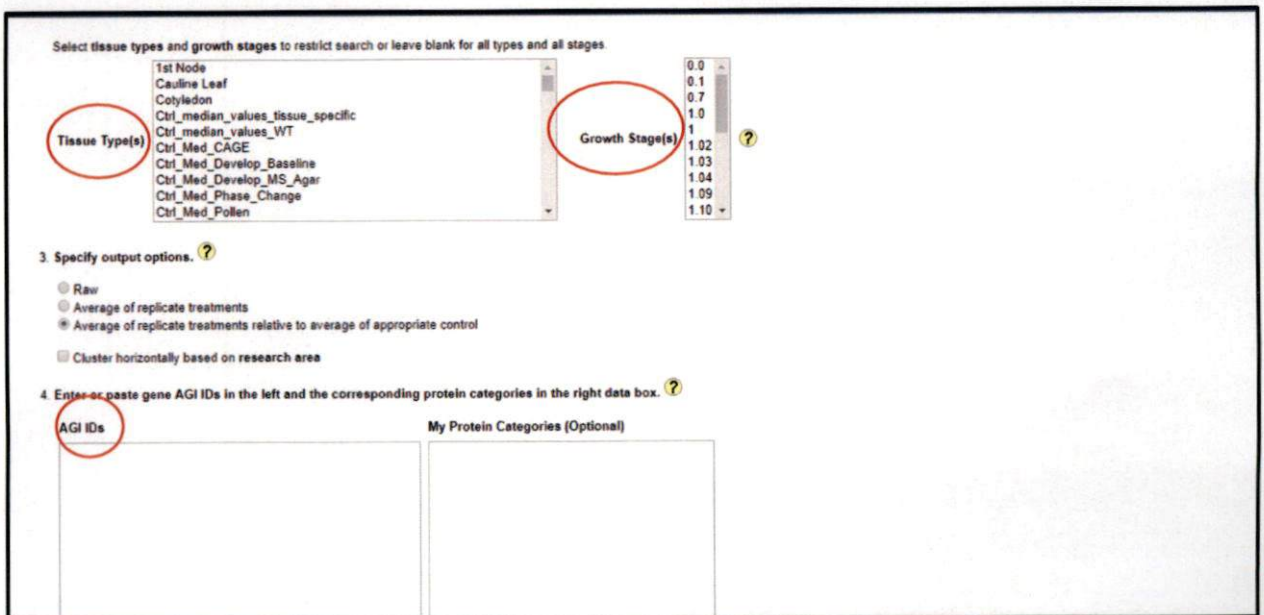 Select tissue types and growth stages to restrict search or leave blank for all types and all stages.
Tissue Type(s)
1st Node
Cauline Leaf
Cotyledon
Ctrl_median_values_tissue_specific
Ctrl_median_values_WT
Ctrl_Med_CAGE
Ctrl_Med_Develop_Baseline
Ctrl_Med_Develop_MS_Agar
Ctrl_Med_Phase_Change
Ctrl_Med_Pollen
Growth Stage(s)
0.0
0.1
0.7
1.0
1
1.02
1.03
1.04
1.09
1.10
?
3. Specify output options. ?
Raw
Average of replicate treatments
Average of replicate treatments relative to average of appropriate control
Cluster horizontally based on research area
4. Enter or paste gene AGI IDs in the left and the corresponding protein categories in the right data box. ?
AGI IDs
My Protein Categories (Optional)